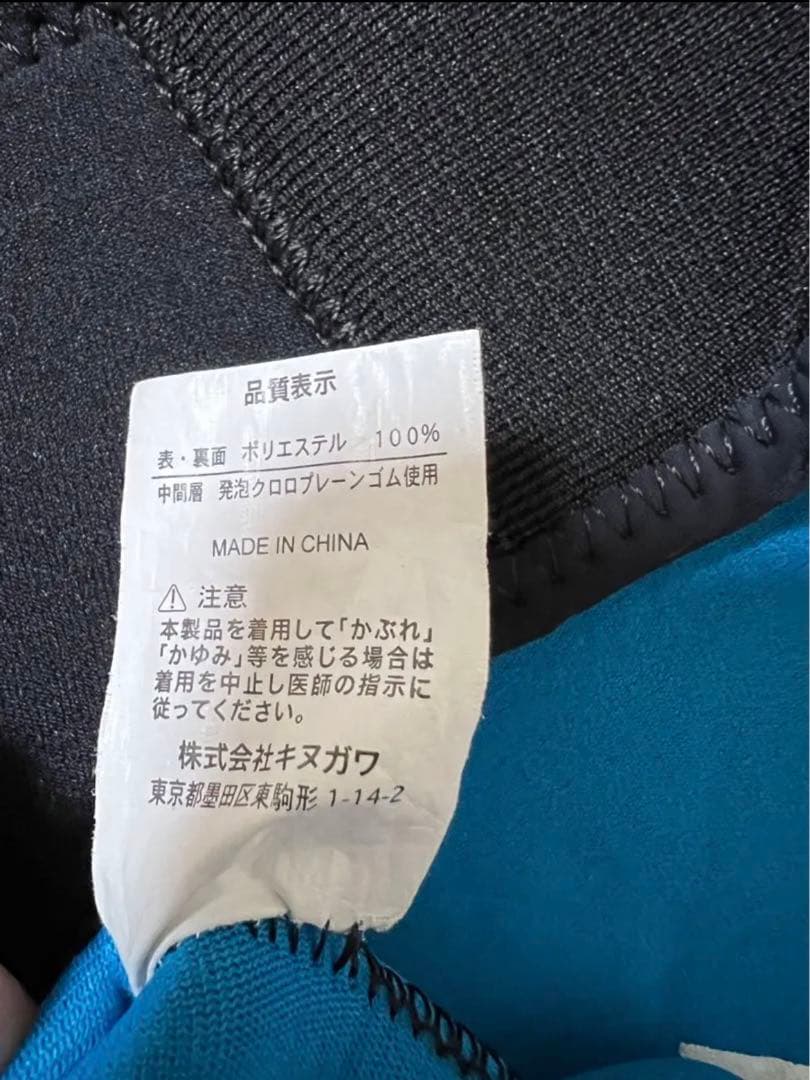 品質表示
表・裏面 ポリエステル 100%
中間層 発泡クロロプレーンゴム使用
MADE IN CHINA
注意
本製品を着用して「かぶれ」
「かゆみ」等を感じる場合は
着用を中止し医師の指示に
従ってください。
株式会社キヌガワ
東京都墨田区東駒形 1-14-2